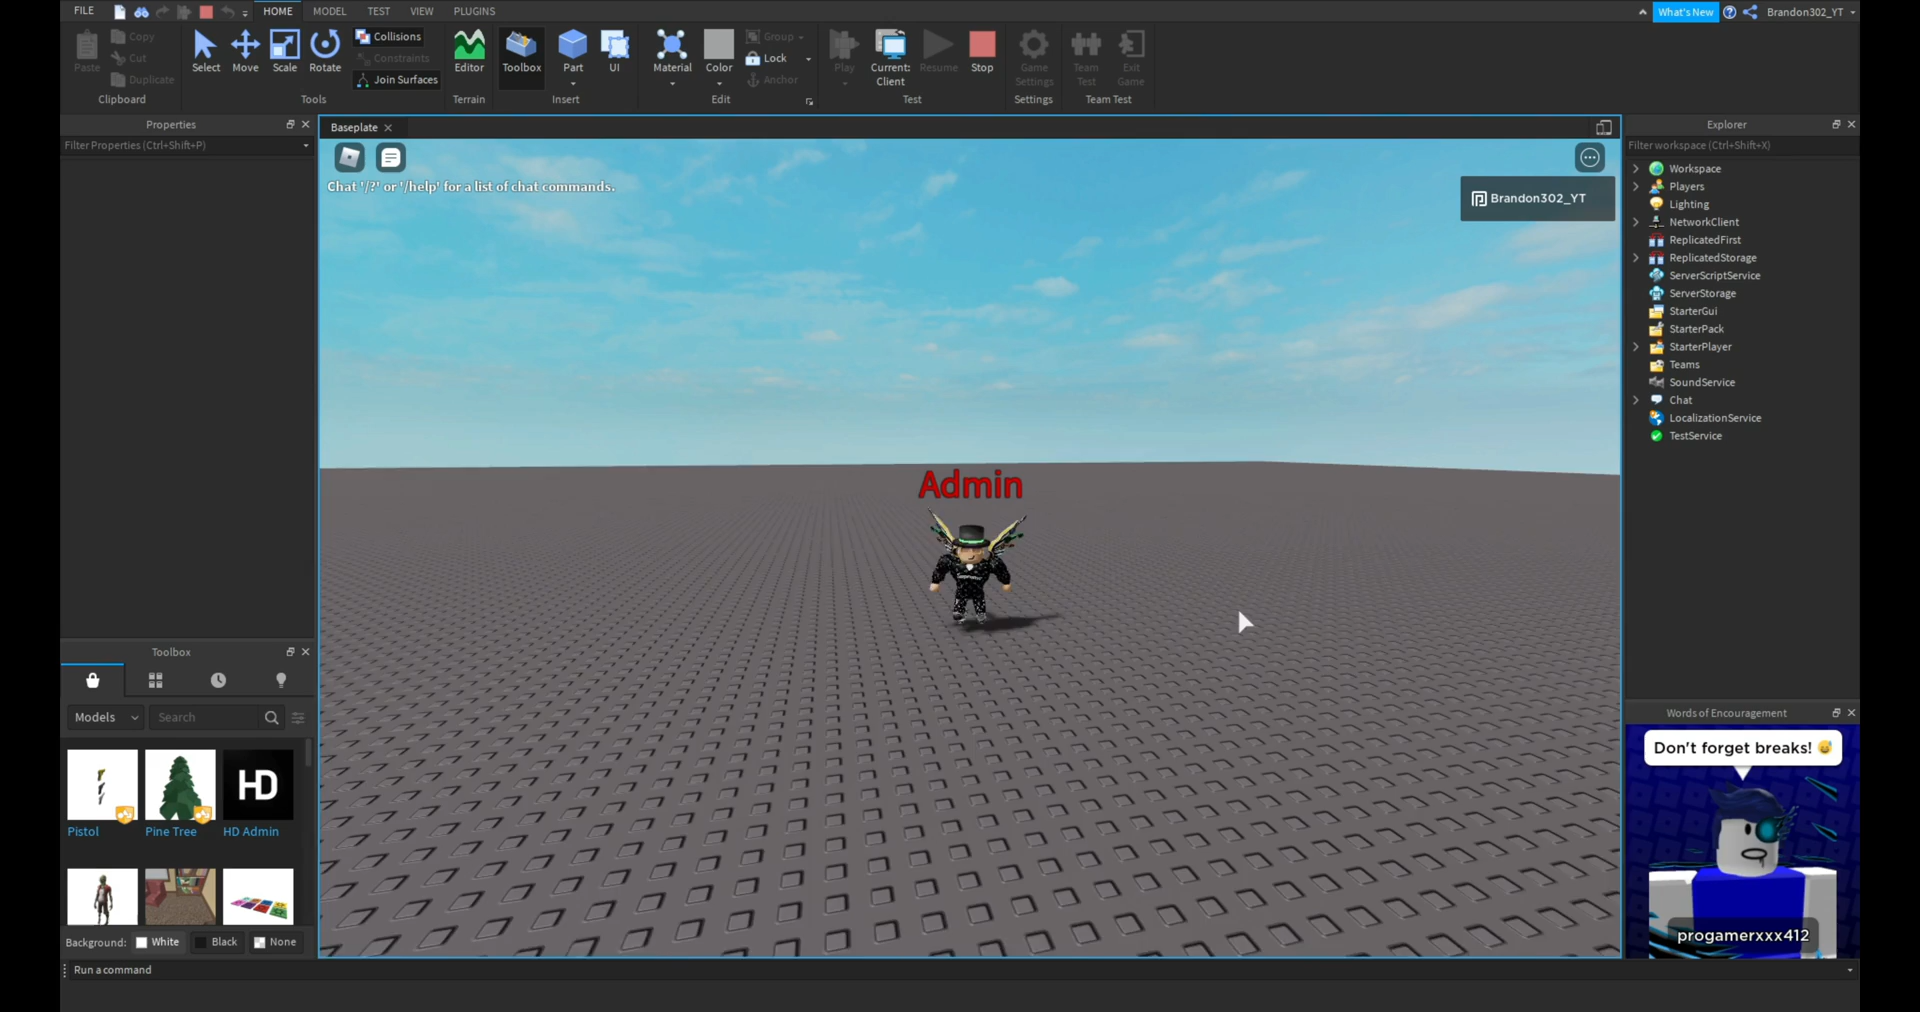 FILE HOME MODEL TEST VIEW PLUGINS What's New Brandon302_YT
Paste Copy Cut Duplicate
Clipboard
Select Move Scale Rotate
Collisions
Constraints
Join Surfaces
Tools
Editor
Terrain
Toolbox Part UI
Insert
Material Color Group Lock Anchor
Edit
Play Current: Client Resume Stop
Test
Game Settings
Settings
Team Test Exit Game
Team Test
Properties
Filter Properties (Ctrl+Shift+P)
Baseplate
Chat '/?' or '/help' for a list of chat commands.
Brandon302_YT
Admin
Explorer
Filter workspace (Ctrl+Shift+X)
Workspace
Players
Lighting
NetworkClient
ReplicatedFirst
ReplicatedStorage
ServerScriptService
ServerStorage
StarterGui
StarterPack
StarterPlayer
Teams
SoundService
Chat
LocalizationService
TestService
Toolbox
Models Search
HD
Pistol Pine Tree HD Admin
Background: White Black None
Words of Encouragement
Don't forget breaks! 😅
progamerxxx412
Run a command